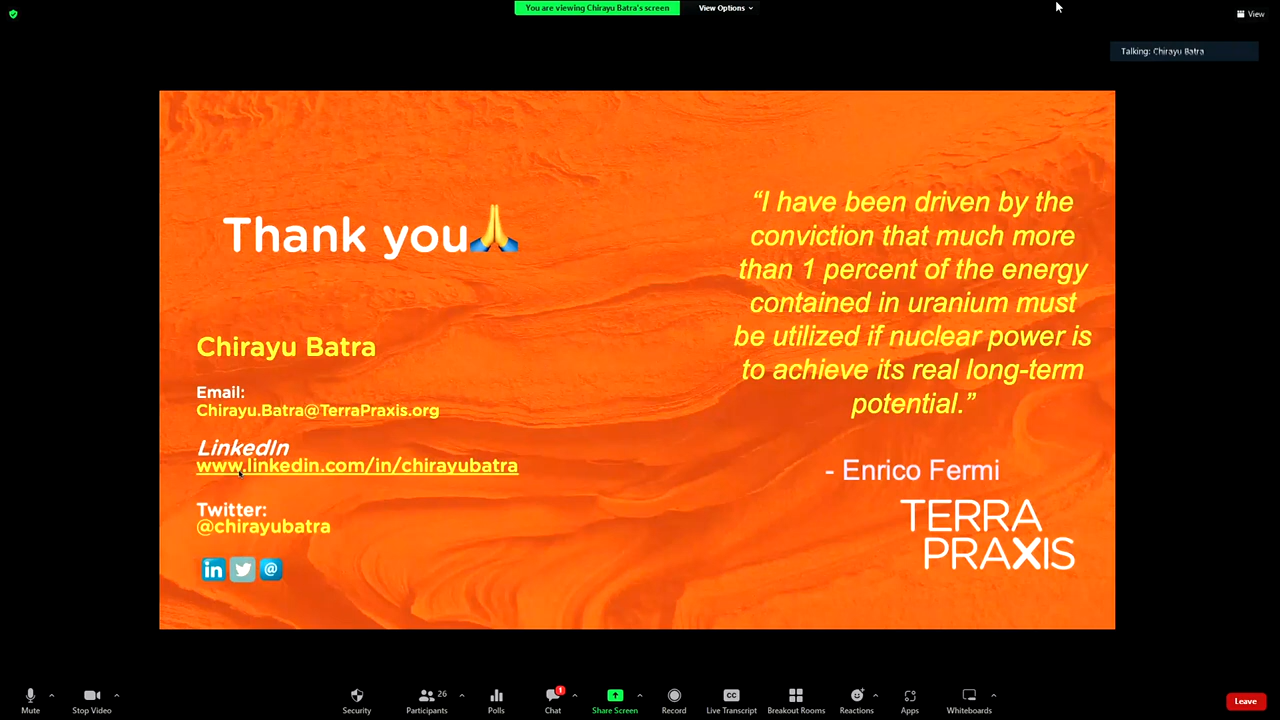 You are viewing Chirayu Batra's screen
View Options
View
Talking: Chirayu Batra
Thank you🙏
Chirayu Batra
Email:
Chirayu.Batra@TerraPraxis.org
LinkedIn
www.linkedin.com/in/chirayubatra
Twitter:
@chirayubatra
in
@
“I have been driven by the
conviction that much more
than 1 percent of the energy
contained in uranium must
be utilized if nuclear power is
to achieve its real long-term
potential.”
- Enrico Fermi
TERRA
PRAXIS
Mute
Stop Video
Security
26
Participants
Polls
1
Chat
Share Screen
Record
CC
Live Transcript
Breakout Rooms
Reactions
Apps
Whiteboards
Leave